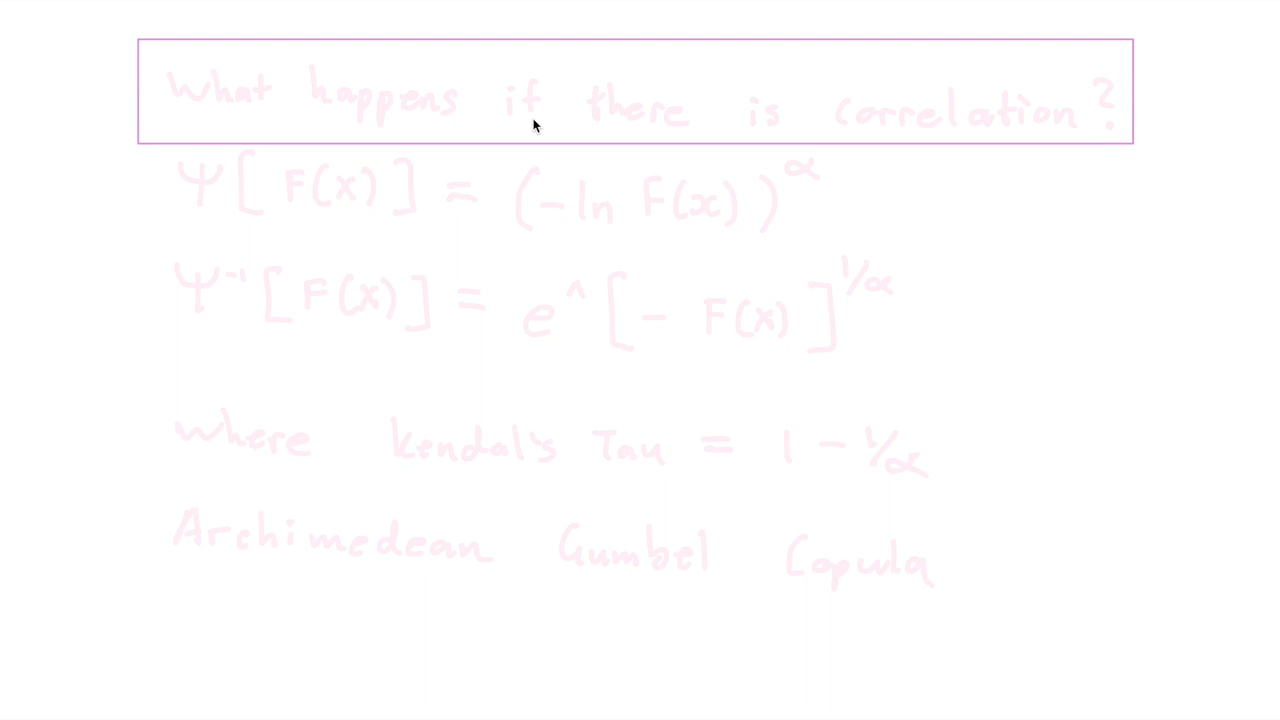 What happens if there is correlation?
Ψ[F(x)] = (-ln F(x))^α
Ψ⁻¹[F(x)] = e^[- F(x)]^1/α
where Kendal's Tau = 1 - 1/α
Archimedean Gumbel Copula